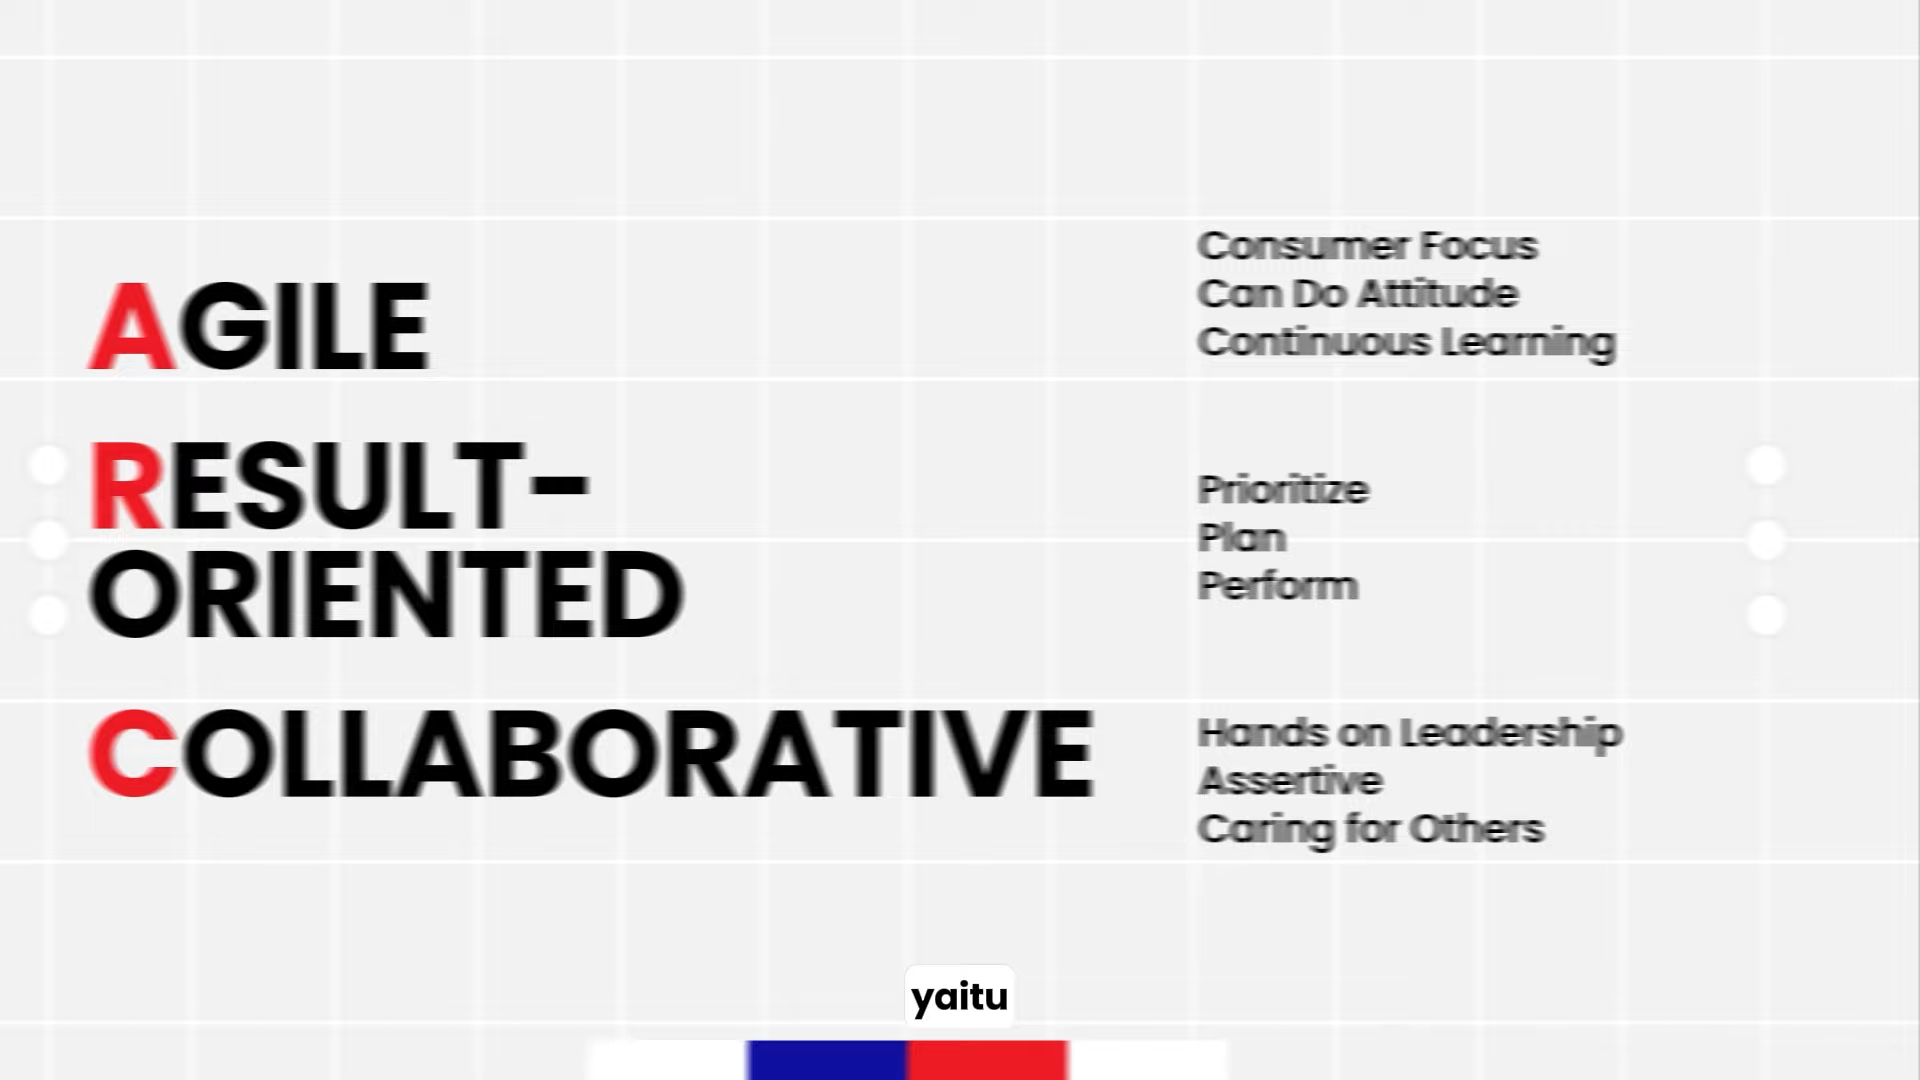 AGILE
Consumer Focus
Can Do Attitude
Continuous Learning
RESULT-
ORIENTED
Prioritize
Plan
Perform
COLLABORATIVE
Hands on Leadership
Assertive
Caring for Others
yaitu